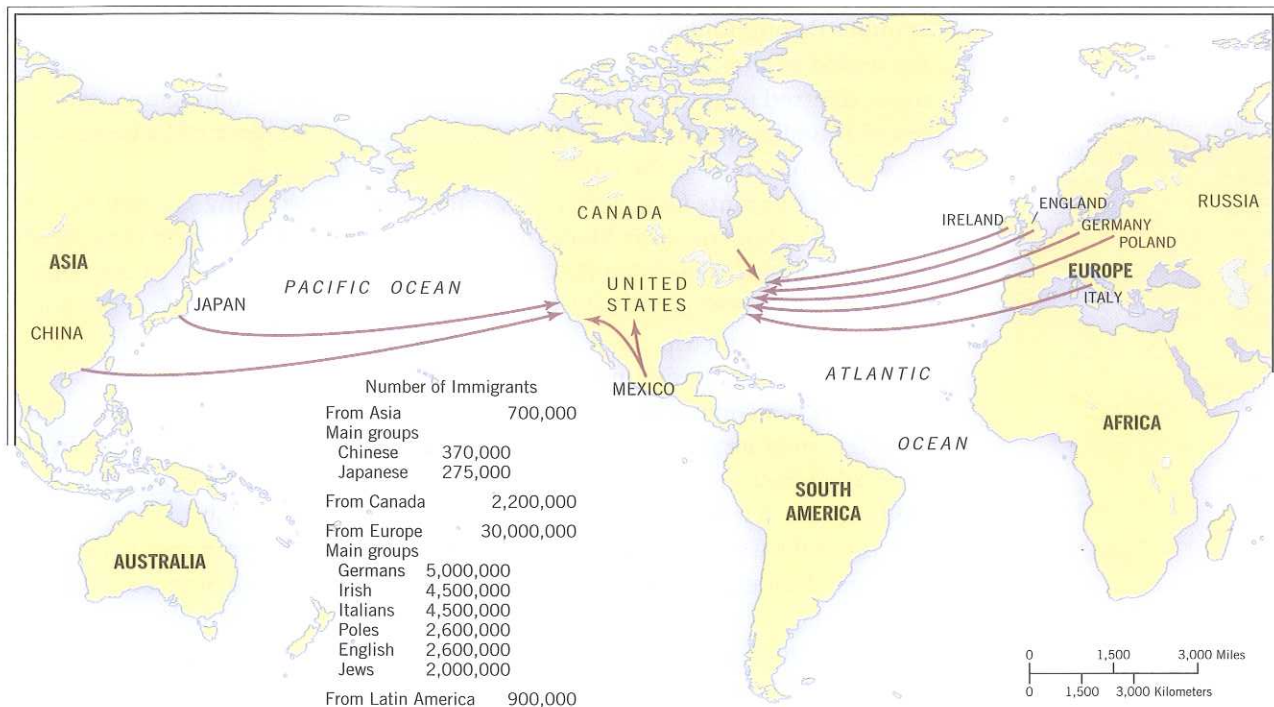 CANADA
IRELAND
ENGLAND
GERMANY
POLAND
RUSSIA
ASIA
PACIFIC OCEAN
UNITED
STATES
EUROPE
ITALY
JAPAN
CHINA
MEXICO
ATLANTIC
OCEAN
AFRICA
SOUTH
AMERICA
AUSTRALIA
Number of Immigrants
From Asia 700,000
Main groups
Chinese 370,000
Japanese 275,000
From Canada 2,200,000
From Europe 30,000,000
Main groups
Germans 5,000,000
Irish 4,500,000
Italians 4,500,000
Poles 2,600,000
English 2,600,000
Jews 2,000,000
From Latin America 900,000
0 1,500 3,000 Miles
0 1,500 3,000 Kilometers